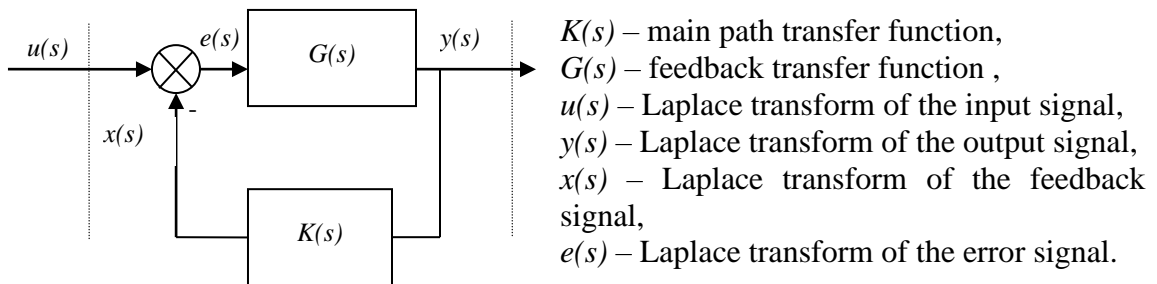 u(s)
e(s)
G(s)
y(s)
-
x(s)
K(s)
K(s) – main path transfer function,
G(s) – feedback transfer function ,
u(s) – Laplace transform of the input signal,
y(s) – Laplace transform of the output signal,
x(s) – Laplace transform of the feedback
signal,
e(s) – Laplace transform of the error signal.